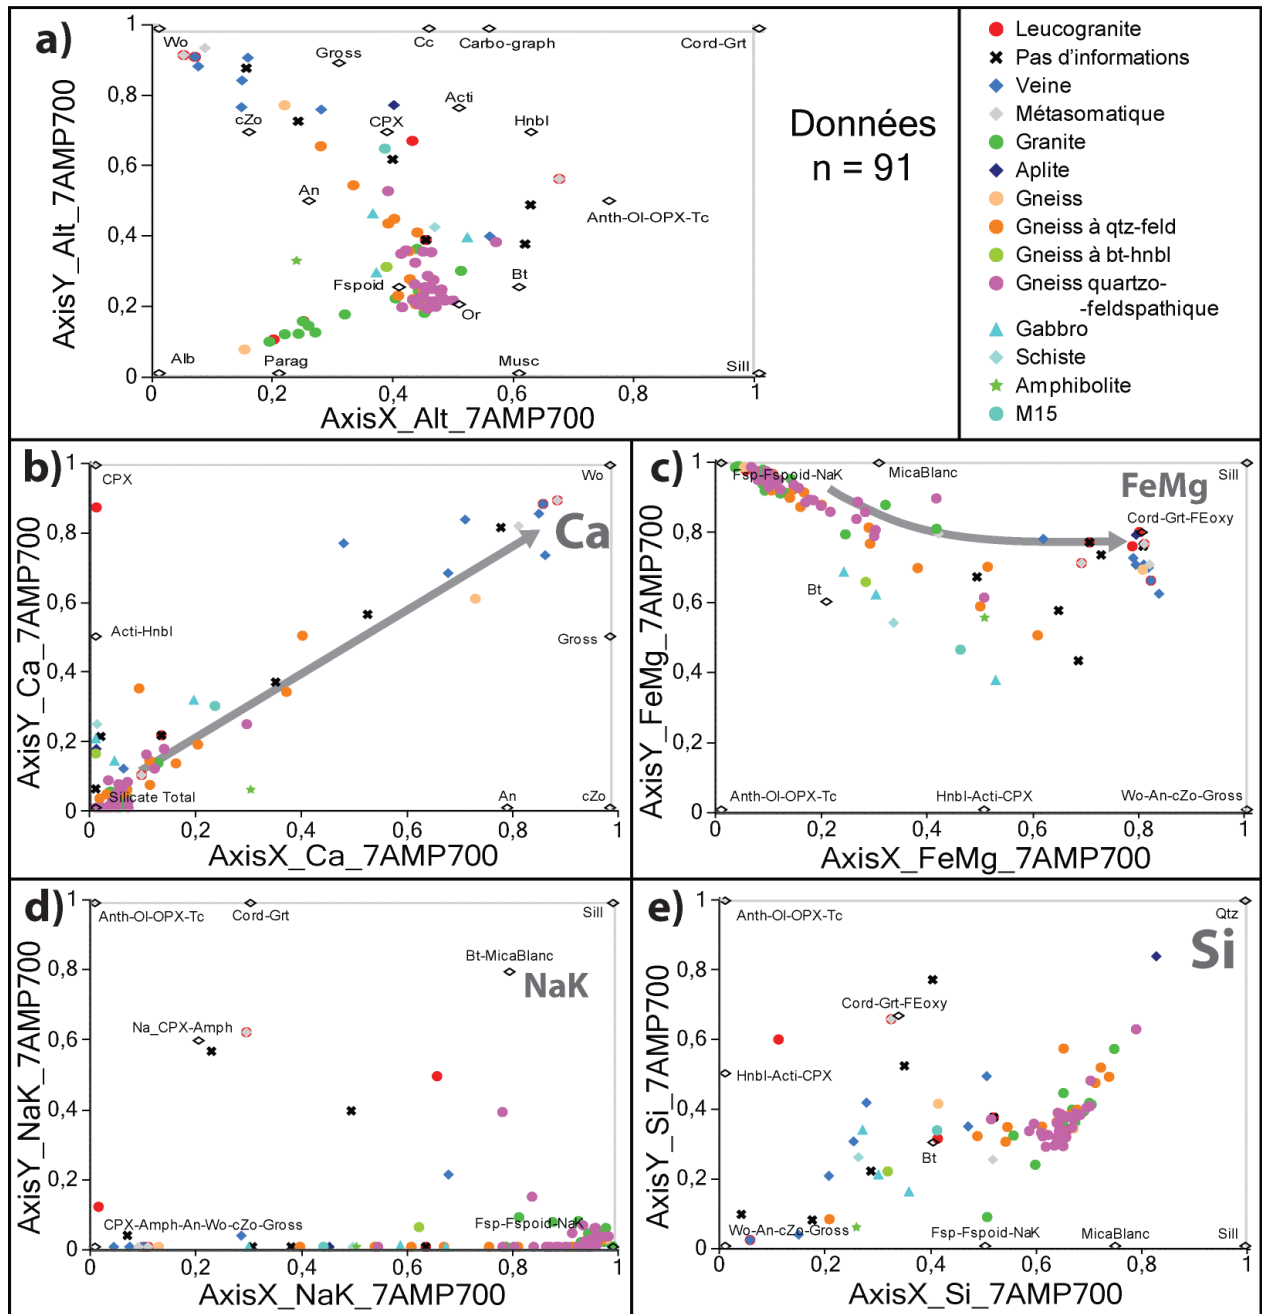 a)
Wo
Cc
Carbo-graph
Cord-Grt
Gross
cZo
CPX
Acti
Hnbl
An
Anth-Ol-OPX-Tc
Fspoid
Bt
Or
Alb
Parag
Musc
Sill
1
0,8
0,6
0,4
0,2
0
0
0,2
0,4
0,6
0,8
1
AxisY_Alt_7AMP700
AxisX_Alt_7AMP700
Données
n = 91
Leucogranite
Pas d'informations
Veine
Métasomatique
Granite
Aplite
Gneiss
Gneiss à qtz-feld
Gneiss à bt-hnbl
Gneiss quartzo-
-feldspathique
Gabbro
Schiste
Amphibolite
M15
b)
CPX
Wo
Ca
Acti-Hnbl
Gross
Silicate Total
An
cZo
1
0,8
0,6
0,4
0,2
0
0
0,2
0,4
0,6
0,8
1
AxisY_Ca_7AMP700
AxisX_Ca_7AMP700
c)
Fsp-Fspoid-NaK
MicaBlanc
Sill
FeMg
Cord-Grt-FEoxy
Bt
Anth-Ol-OPX-Tc
Hnbl-Acti-CPX
Wo-An-cZo-Gross
1
0,8
0,6
0,4
0,2
0
0
0,2
0,4
0,6
0,8
1
AxisY_FeMg_7AMP700
AxisX_FeMg_7AMP700
d)
Anth-Ol-OPX-Tc
Cord-Grt
Sill
Bt-MicaBlanc
NaK
Na_CPX-Amph
CPX-Amph-An-Wo-cZo-Gross
Fsp-Fspoid-NaK
1
0,8
0,6
0,4
0,2
0
0
0,2
0,4
0,6
0,8
1
AxisY_NaK_7AMP700
AxisX_NaK_7AMP700
e)
Anth-Ol-OPX-Tc
Qtz
Si
Cord-Grt-FEoxy
Hnbl-Acti-CPX
Bt
Wo-An-cZo-Gross
Fsp-Fspoid-NaK
MicaBlanc
Sill
1
0,8
0,6
0,4
0,2
0
0,2
0,4
0,6
0,8
1
AxisY_Si_7AMP700
AxisX_Si_7AMP700